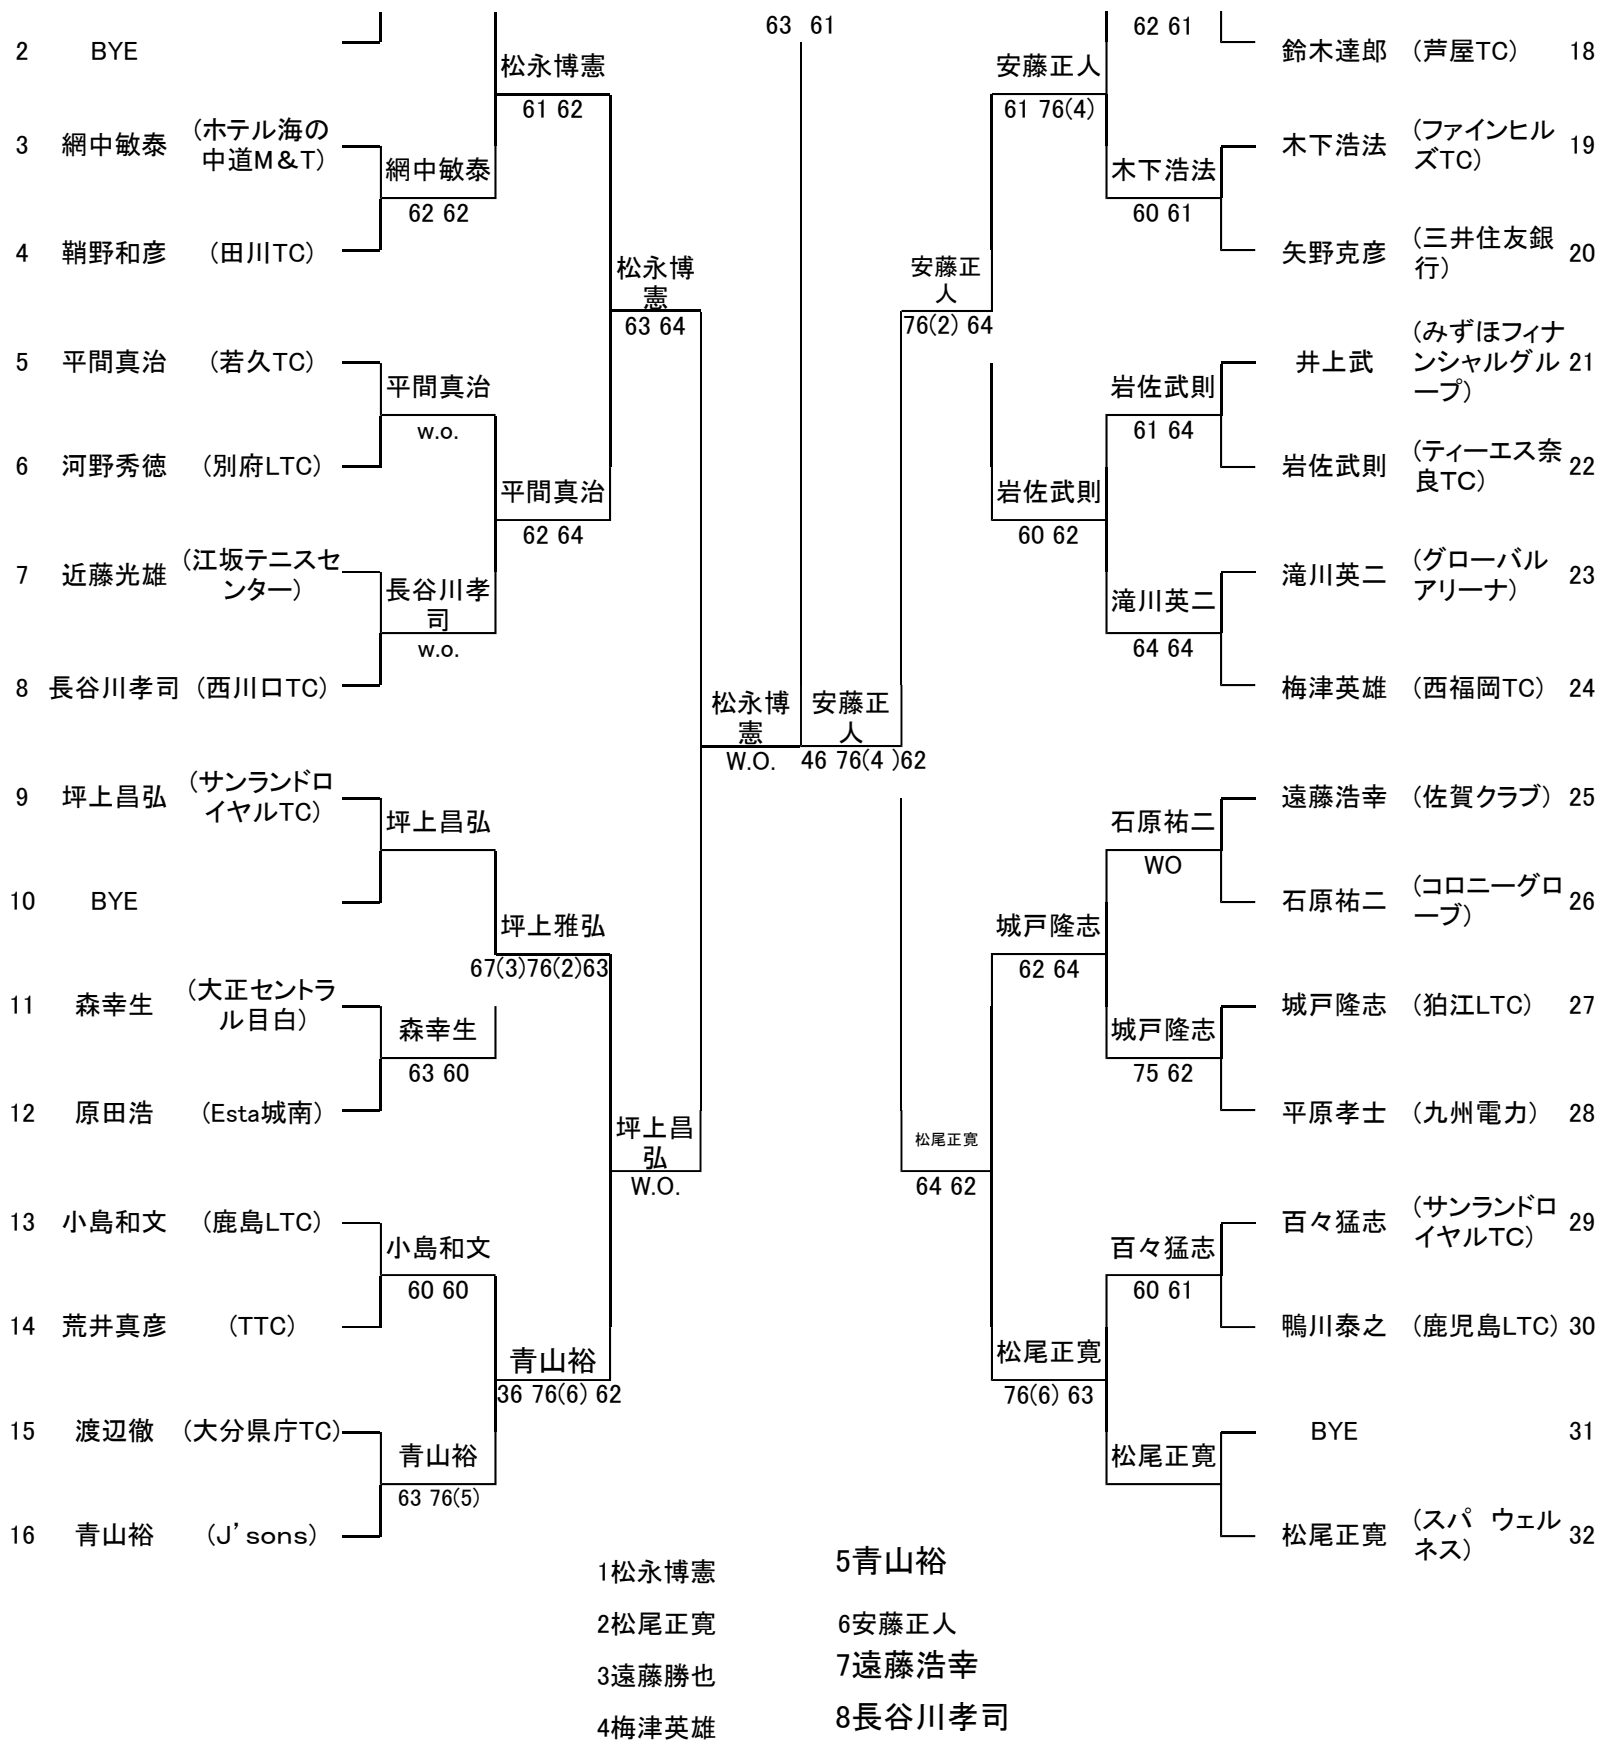 63 61
62 61
2 BYE
松永博憲
61 62
安藤正人
61 76(4)
鈴木達郎 (芦屋TC) 18
3 網中敏泰 (ホテル海の
中道M&T)
網中敏泰
62 62
木下浩法
60 61
木下浩法 (ファインヒル
ズTC) 19
4 鞘野和彦 (田川TC)
松永博
憲
63 64
安藤正
人
76(2) 64
矢野克彦 (三井住友銀
行) 20
5 平間真治 (若久TC)
平間真治
w.o.
岩佐武則
61 64
井上武 (みずほフィナ
ンシャルグル
ープ) 21
6 河野秀徳 (別府LTC)
平間真治
62 64
岩佐武則
60 62
岩佐武則 (ティーエス奈
良TC) 22
7 近藤光雄 (江坂テニスセ
ンター)
長谷川孝
司
w.o.
滝川英二
64 64
滝川英二 (グローバル
アリーナ) 23
8 長谷川孝司 (西川口TC)
松永博
憲
W.O.
安藤正
人
46 76(4 )62
梅津英雄 (西福岡TC) 24
9 坪上昌弘 (サンランドロ
イヤルTC)
坪上昌弘
石原祐二
WO
遠藤浩幸 (佐賀クラブ) 25
10 BYE
坪上雅弘
67(3)76(2)63
城戸隆志
62 64
石原祐二 (コロニーグロ
ーブ) 26
11 森幸生 (大正セントラ
ル目白)
森幸生
63 60
城戸隆志
75 62
城戸隆志 (狛江LTC) 27
12 原田浩 (Esta城南)
坪上昌
弘
W.O.
松尾正寛
64 62
平原孝士 (九州電力) 28
13 小島和文 (鹿島LTC)
小島和文
60 60
百々猛志
60 61
百々猛志 (サンランドロ
イヤルTC) 29
14 荒井真彦 (TTC)
青山裕
36 76(6) 62
松尾正寛
76(6) 63
鴨川泰之 (鹿児島LTC) 30
15 渡辺徹 (大分県庁TC)
青山裕
63 76(5)
松尾正寛
BYE 31
16 青山裕 (J’sons)
松尾正寛 (スパ ウェル
ネス) 32
1松永博憲 5青山裕
2松尾正寛 6安藤正人
3遠藤勝也 7遠藤浩幸
4梅津英雄 8長谷川孝司